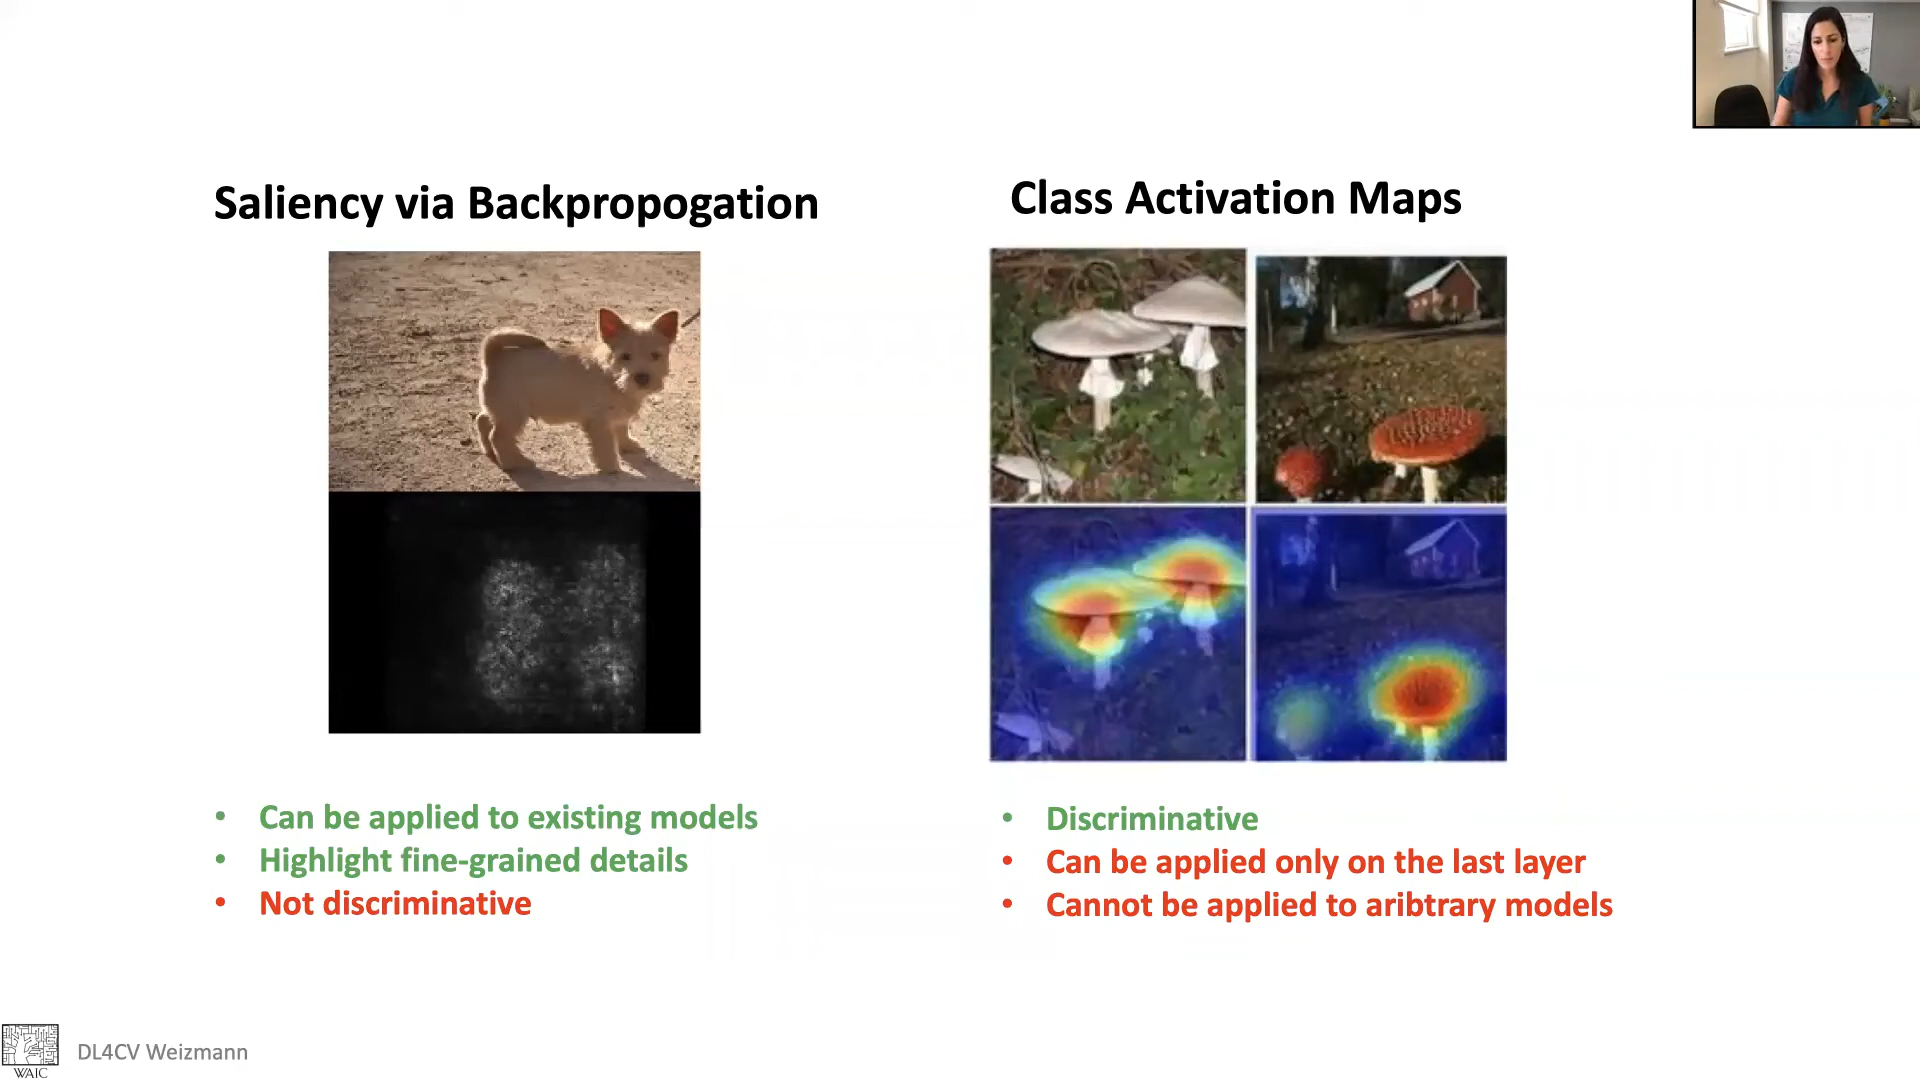 Saliency via Backpropogation
Class Activation Maps
• Can be applied to existing models
• Highlight fine-grained details
• Not discriminative
• Discriminative
• Can be applied only on the last layer
• Cannot be applied to aribtrary models
WAIC
DL4CV Weizmann